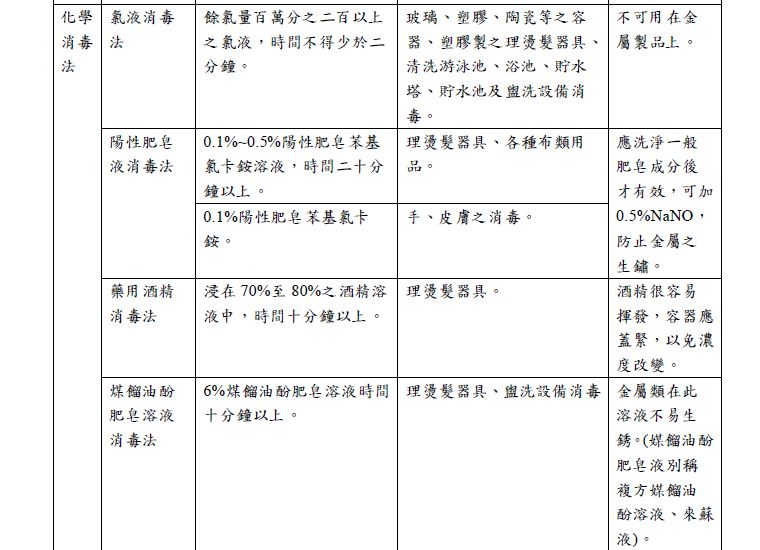 化學
消毒
法
氯液消毒
法
餘氯量百萬分之二百以上
之氯液，時間不得少於二
分鐘。
玻璃、塑膠、陶瓷等之容
器、塑膠製之理燙髮器具、
清洗游泳池、浴池、貯水
塔、貯水池及盥洗設備消
毒。
不可用在金
屬製品上。
陽性肥皂
液消毒法
0.1%~0.5%陽性肥皂苯基
氯卡銨溶液，時間二十分
鐘以上。
理燙髮器具、各種布類用
品。
應洗淨一般
肥皂成分後
才有效，可加
0.5%NaNO，
防止金屬之
生鏽。
0.1%陽性肥皂苯基氯卡
銨。
手、皮膚之消毒。
藥用酒精
消毒法
浸在 70%至 80%之酒精溶
液中，時間十分鐘以上。
理燙髮器具。
酒精很容易
揮發，容器應
蓋緊，以免濃
度改變。
煤餾油酚
肥皂溶液
消毒法
6%煤餾油酚肥皂溶液時間
十分鐘以上。
理燙髮器具、盥洗設備消毒
金屬類在此
溶液不易生
銹。(媒餾油酚
肥皂液別稱
複方媒餾油
酚溶液、來蘇
液)。